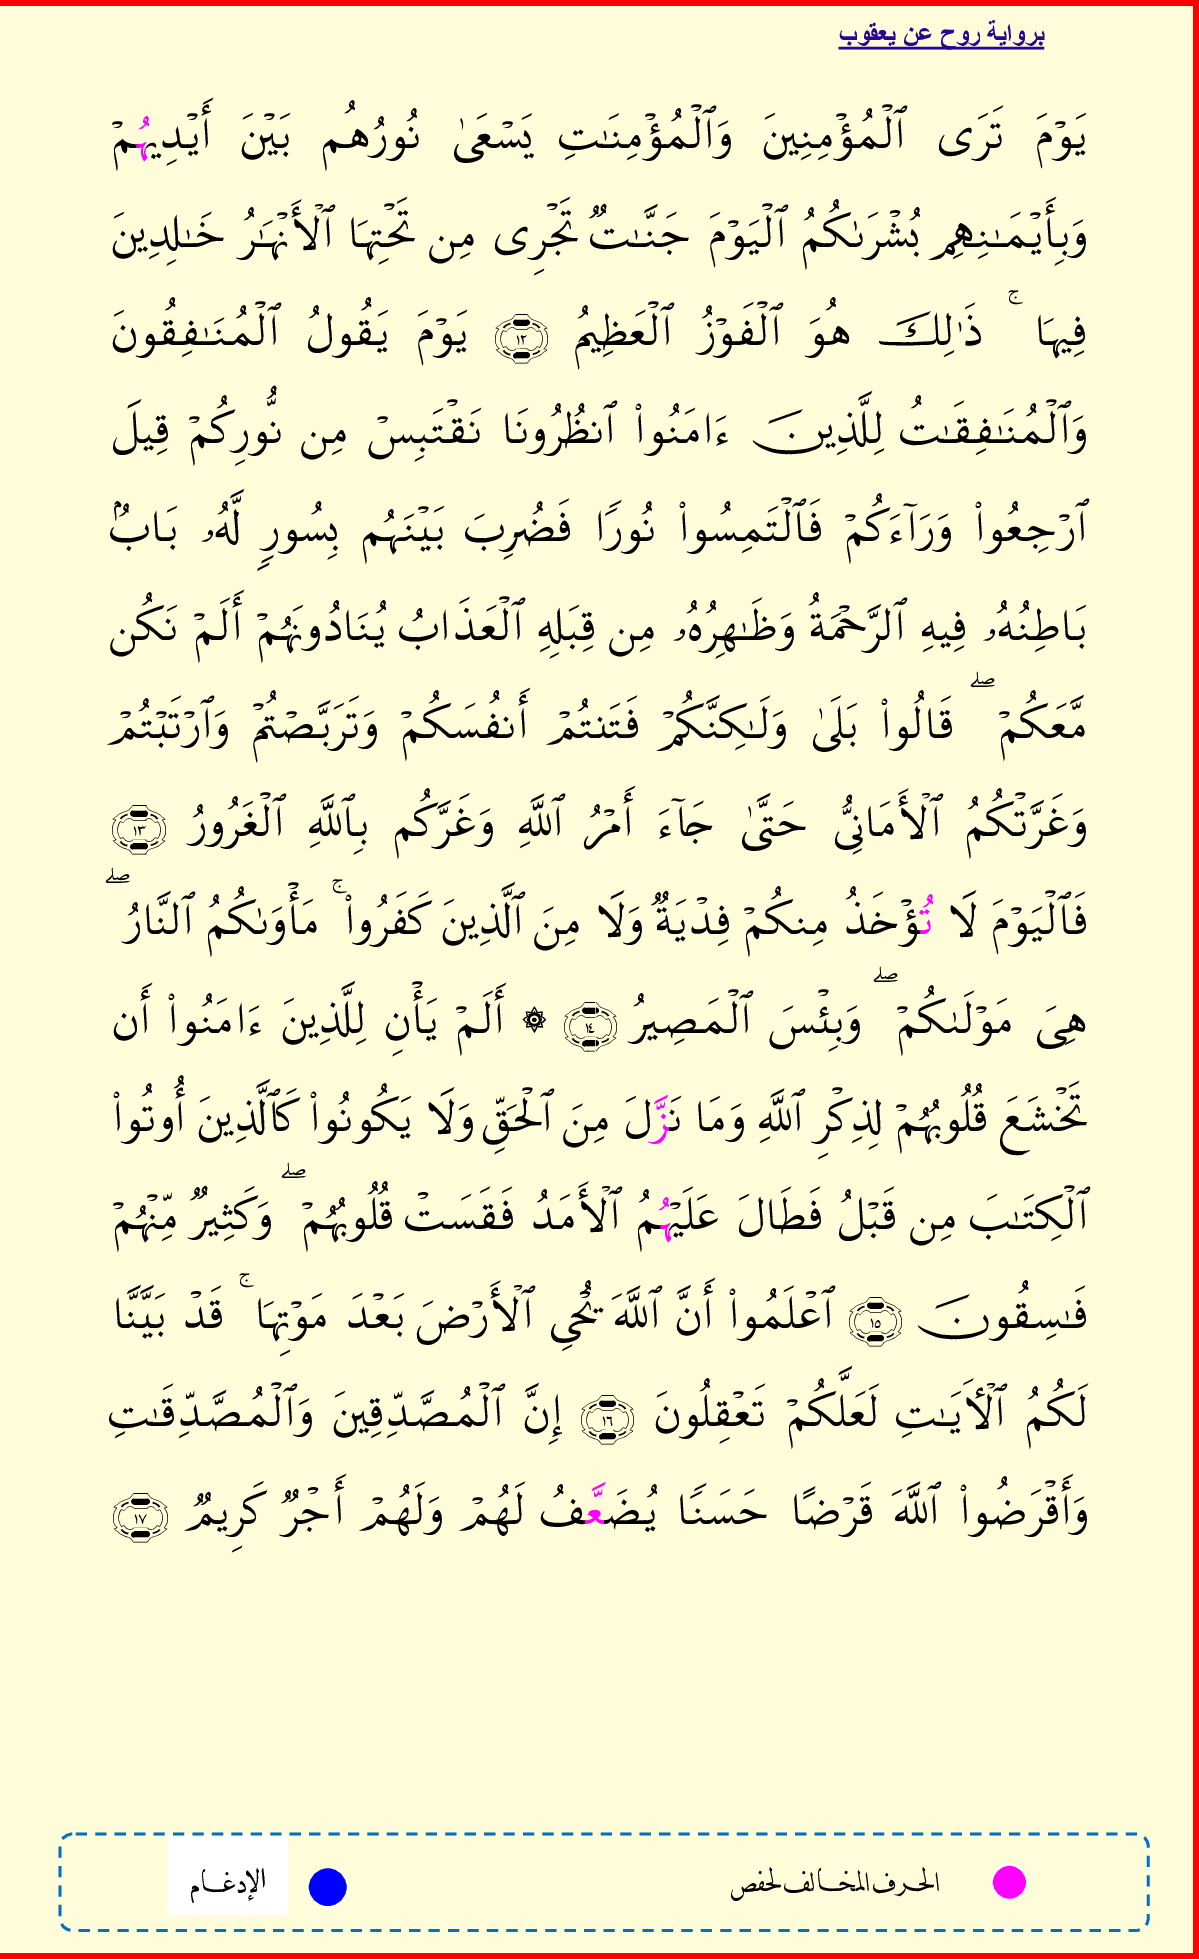 برواية روح عن يعقوب
يَوۡمَ تَرَى ٱلۡمُؤۡمِنِينَ وَٱلۡمُؤۡمِنَٰتِ يَسۡعَىٰ نُورُهُم بَيۡنَ أَيۡدِيهُمۡ
وَبِأَيۡمَٰنِهِم بُشۡرَىٰكُمُ ٱلۡيَوۡمَ جَنَّٰتٞ تَجۡرِي مِن تَحۡتِهَا ٱلۡأَنۡهَٰرُ خَٰلِدِينَ
فِيهَاۚ ذَٰلِكَ هُوَ ٱلۡفَوۡزُ ٱلۡعَظِيمُ ١٢ يَوۡمَ يَقُولُ ٱلۡمُنَٰفِقُونَ
وَٱلۡمُنَٰفِقَٰتُ لِلَّذِينَ ءَامَنُواْ ٱنظُرُونَا نَقۡتَبِسۡ مِن نُّورِكُمۡ قِيلَ
ٱرۡجِعُواْ وَرَآءَكُمۡ فَٱلۡتَمِسُواْ نُورٗا فَضُرِبَ بَيۡنَهُم بِسُورٖ لَّهُۥ بَابُۢ
بَاطِنُهُۥ فِيهِ ٱلرَّحۡمَةُ وَظَٰهِرُهُۥ مِن قِبَلِهِ ٱلۡعَذَابُ يُنَادُونَهُمۡ أَلَمۡ نَكُن
مَّعَكُمۡۖ قَالُواْ بَلَىٰ وَلَٰكِنَّكُمۡ فَتَنتُمۡ أَنفُسَكُمۡ وَتَرَبَّصۡتُمۡ وَٱرۡتَبۡتُمۡ
وَغَرَّتۡكُمُ ٱلۡأَمَانِيُّ حَتَّىٰ جَآءَ أَمۡرُ ٱللَّهِ وَغَرَّكُم بِٱللَّهِ ٱلۡغَرُورُ ١٣
فَٱلۡيَوۡمَ لَا تُؤۡخَذُ مِنكُمۡ فِدۡيَةٞ وَلَا مِنَ ٱلَّذِينَ كَفَرُواْۚ مَأۡوَىٰكُمُ ٱلنَّارُۖ
هِيَ مَوۡلَىٰكُمۡۖ وَبِئۡسَ ٱلۡمَصِيرُ ١٤ ۞ أَلَمۡ يَأۡنِ لِلَّذِينَ ءَامَنُواْ أَن
تَخۡشَعَ قُلُوبُهُمۡ لِذِكۡرِ ٱللَّهِ وَمَا نَزَّلَ مِنَ ٱلۡحَقِّ وَلَا يَكُونُواْ كَٱلَّذِينَ أُوتُواْ
ٱلۡكِتَٰبَ مِن قَبۡلُ فَطَالَ عَلَيۡهُمُ ٱلۡأَمَدُ فَقَسَتۡ قُلُوبُهُمۡۖ وَكَثِيرٞ مِّنۡهُمۡ
فَٰسِقُونَ ١٥ ٱعۡلَمُواْ أَنَّ ٱللَّهَ يُحۡيِ ٱلۡأَرۡضَ بَعۡدَ مَوۡتِهَاۚ قَدۡ بَيَّنَّا
لَكُمُ ٱلۡأٓيَٰتِ لَعَلَّكُمۡ تَعۡقِلُونَ ١٦ إِنَّ ٱلۡمُصَّدِّقِينَ وَٱلۡمُصَّدِّقَٰتِ
وَأَقۡرَضُواْ ٱللَّهَ قَرۡضًا حَسَنٗا يُضَعَّفُ لَهُمۡ وَلَهُمۡ أَجۡرٞ كَرِيمٞ ١٧
الحرف المخالف لحفص
الإدغام